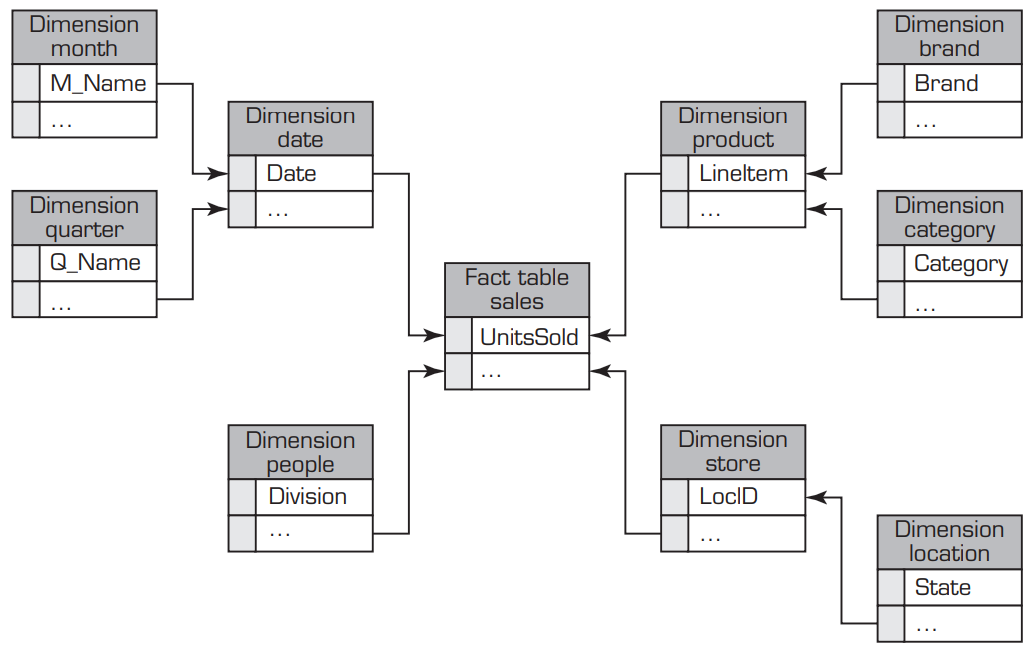 Dimension
month
M_Name
...
Dimension
quarter
Q_Name
...
Dimension
date
Date
...
Dimension
people
Division
...
Fact table
sales
UnitsSold
...
Dimension
product
LineItem
...
Dimension
store
LocID
...
Dimension
brand
Brand
...
Dimension
category
Category
...
Dimension
location
State
...